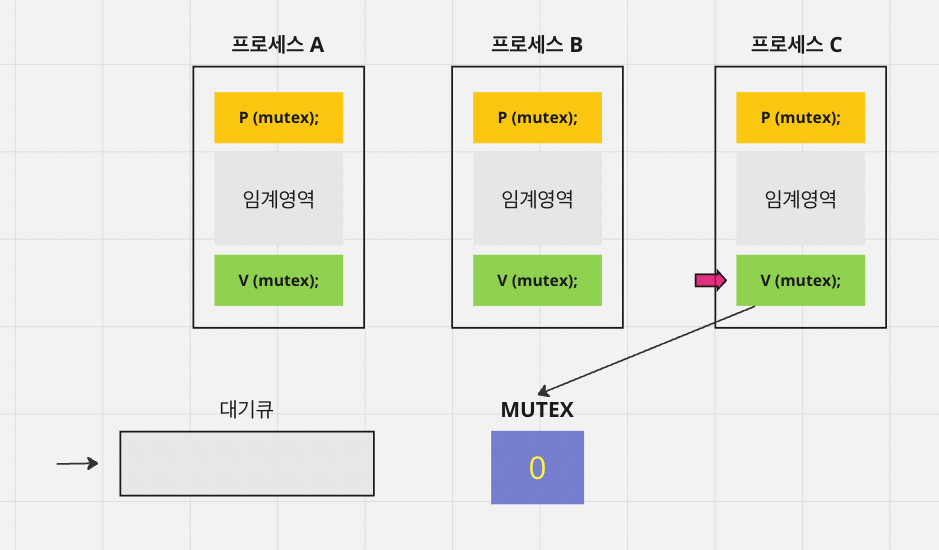 프로세스 A
프로세스 B
프로세스 C
P (mutex);
P (mutex);
P (mutex);
임계영역
임계영역
임계영역
V (mutex);
V (mutex);
V (mutex);
대기큐
MUTEX
0